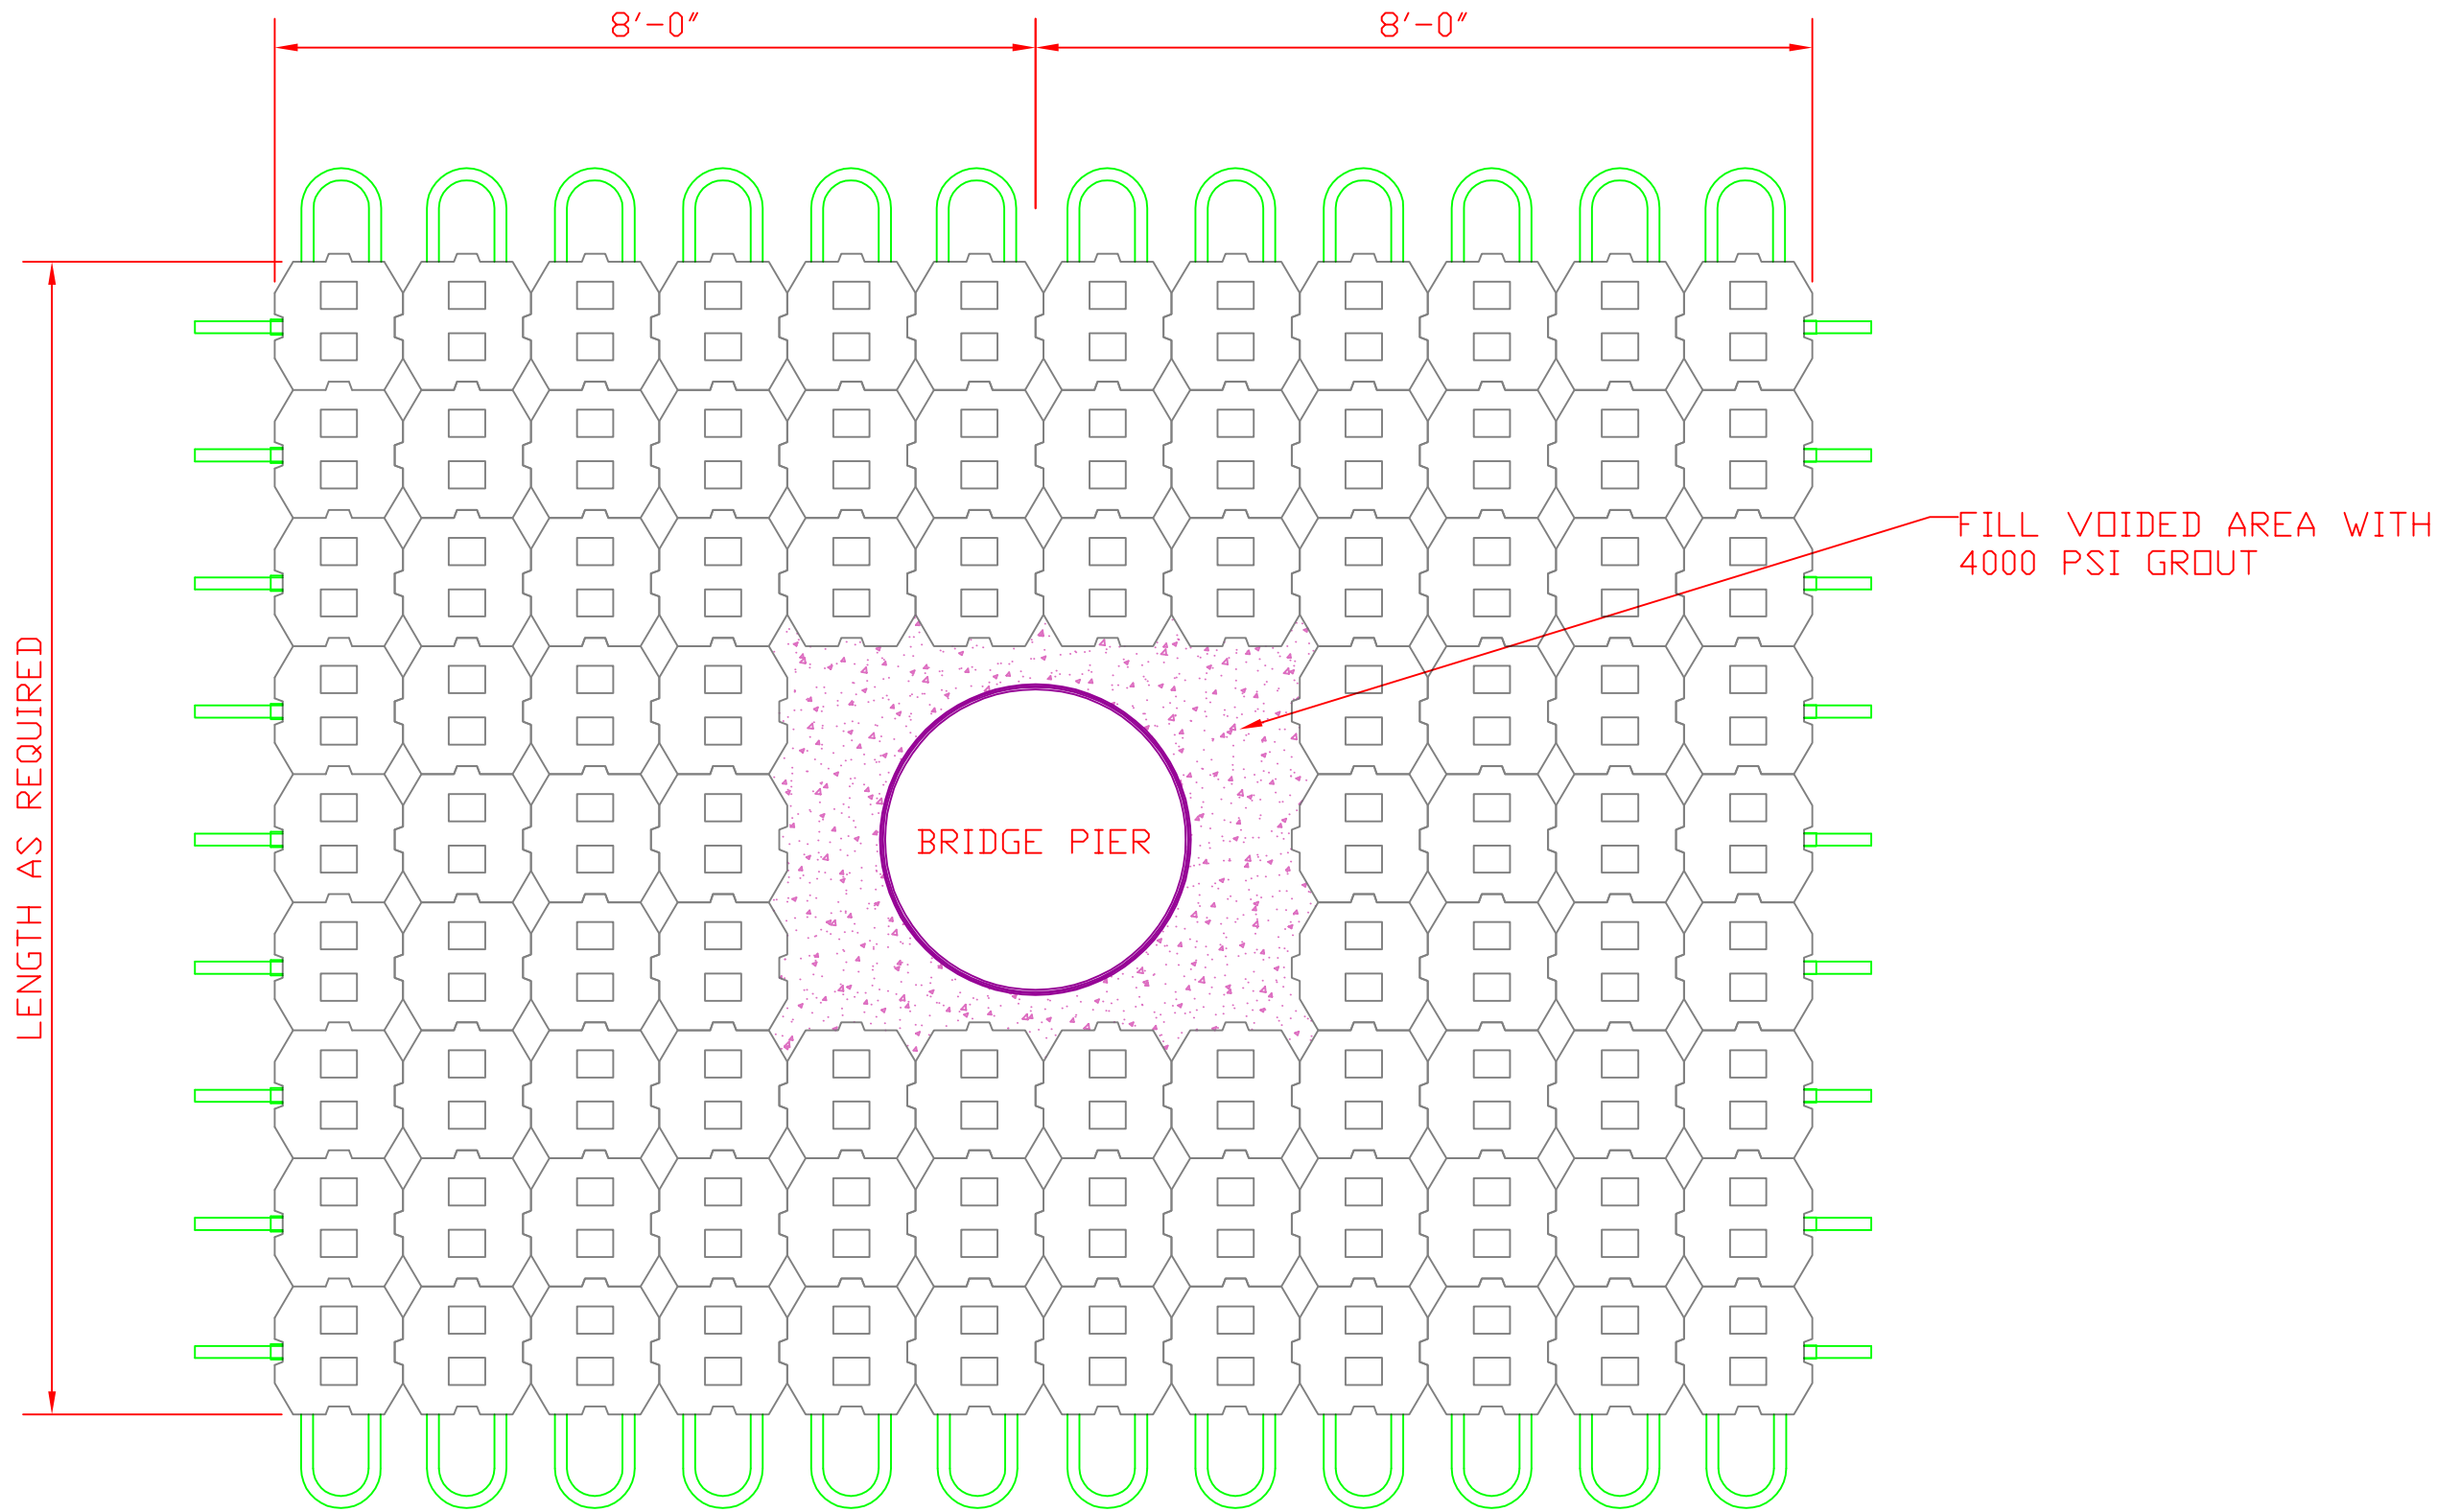 8'-0"
8'-0"
FILL VOIDED AREA WITH
4000 PSI GROUT
LENGTH AS REQUIRED
BRIDGE PIER